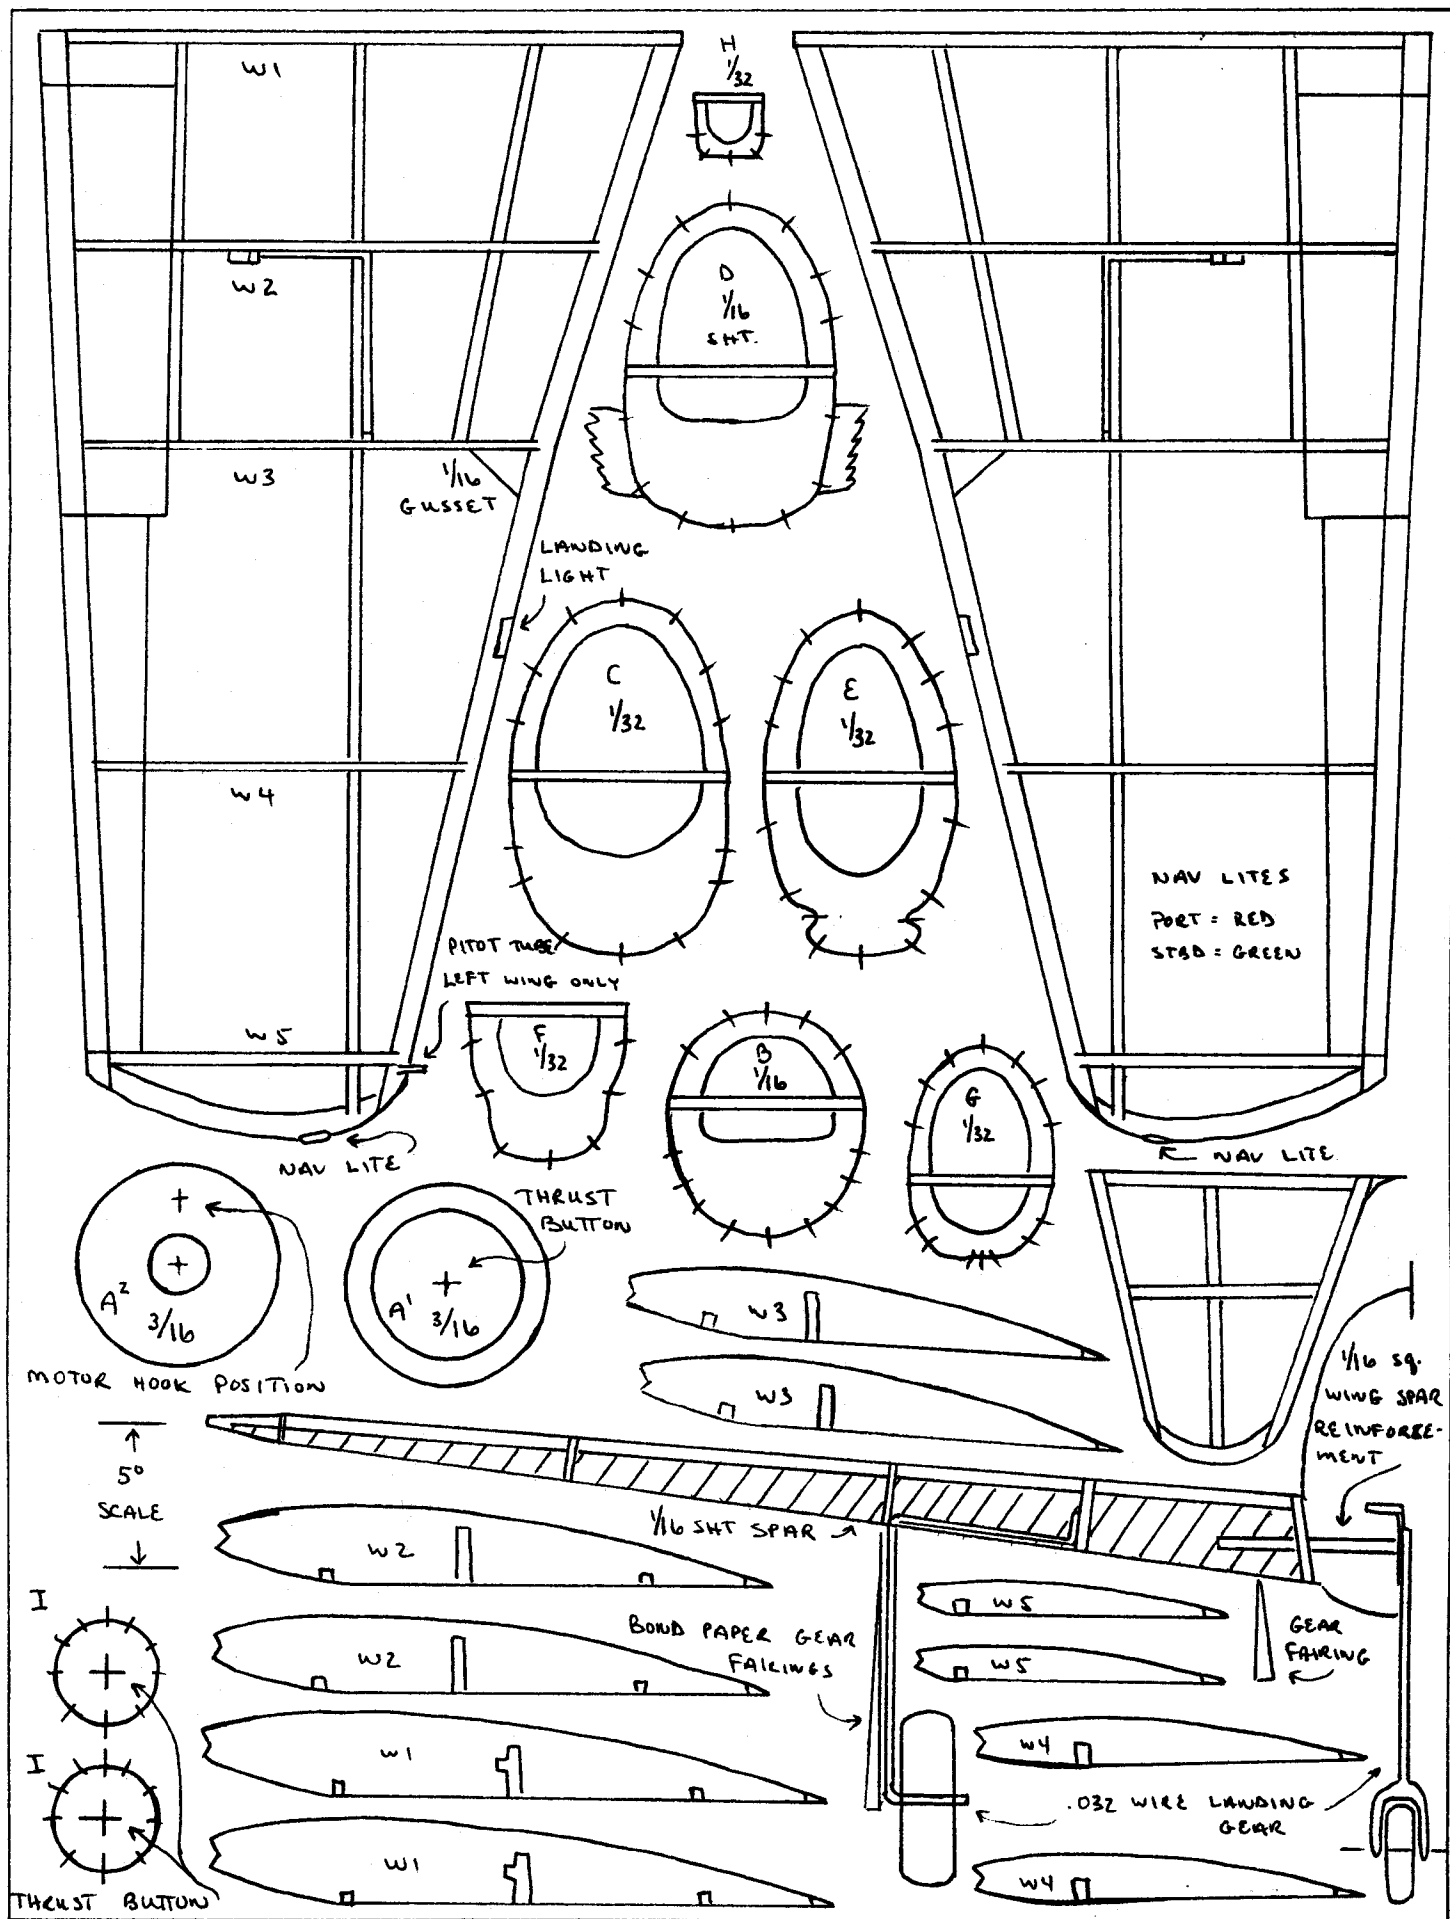 W1
H
1/32
W2
D
1/16
SHT.
W3
1/16
GUSSET
LANDING
LIGHT
C
1/32
E
1/32
W4
NAV LITES
PORT = RED
STBD = GREEN
PITOT TUBE
LEFT WING ONLY
W5
F
1/32
B
1/16
G
1/32
NAV LITE
NAV LITE
THRUST
BUTTON
A2
3/16
A1
3/16
MOTOR HOOK POSITION
W3
W3
1/16 SQ.
WING SPAR
REINFORCE-
MENT
5°
SCALE
1/16 SHT SPAR
W2
W5
I
BOND PAPER GEAR
FAIRINGS
GEAR
FAIRING
W2
W5
I
W1
W4
.032 WIRE LANDING
GEAR
W1
W4
THRUST BUTTON